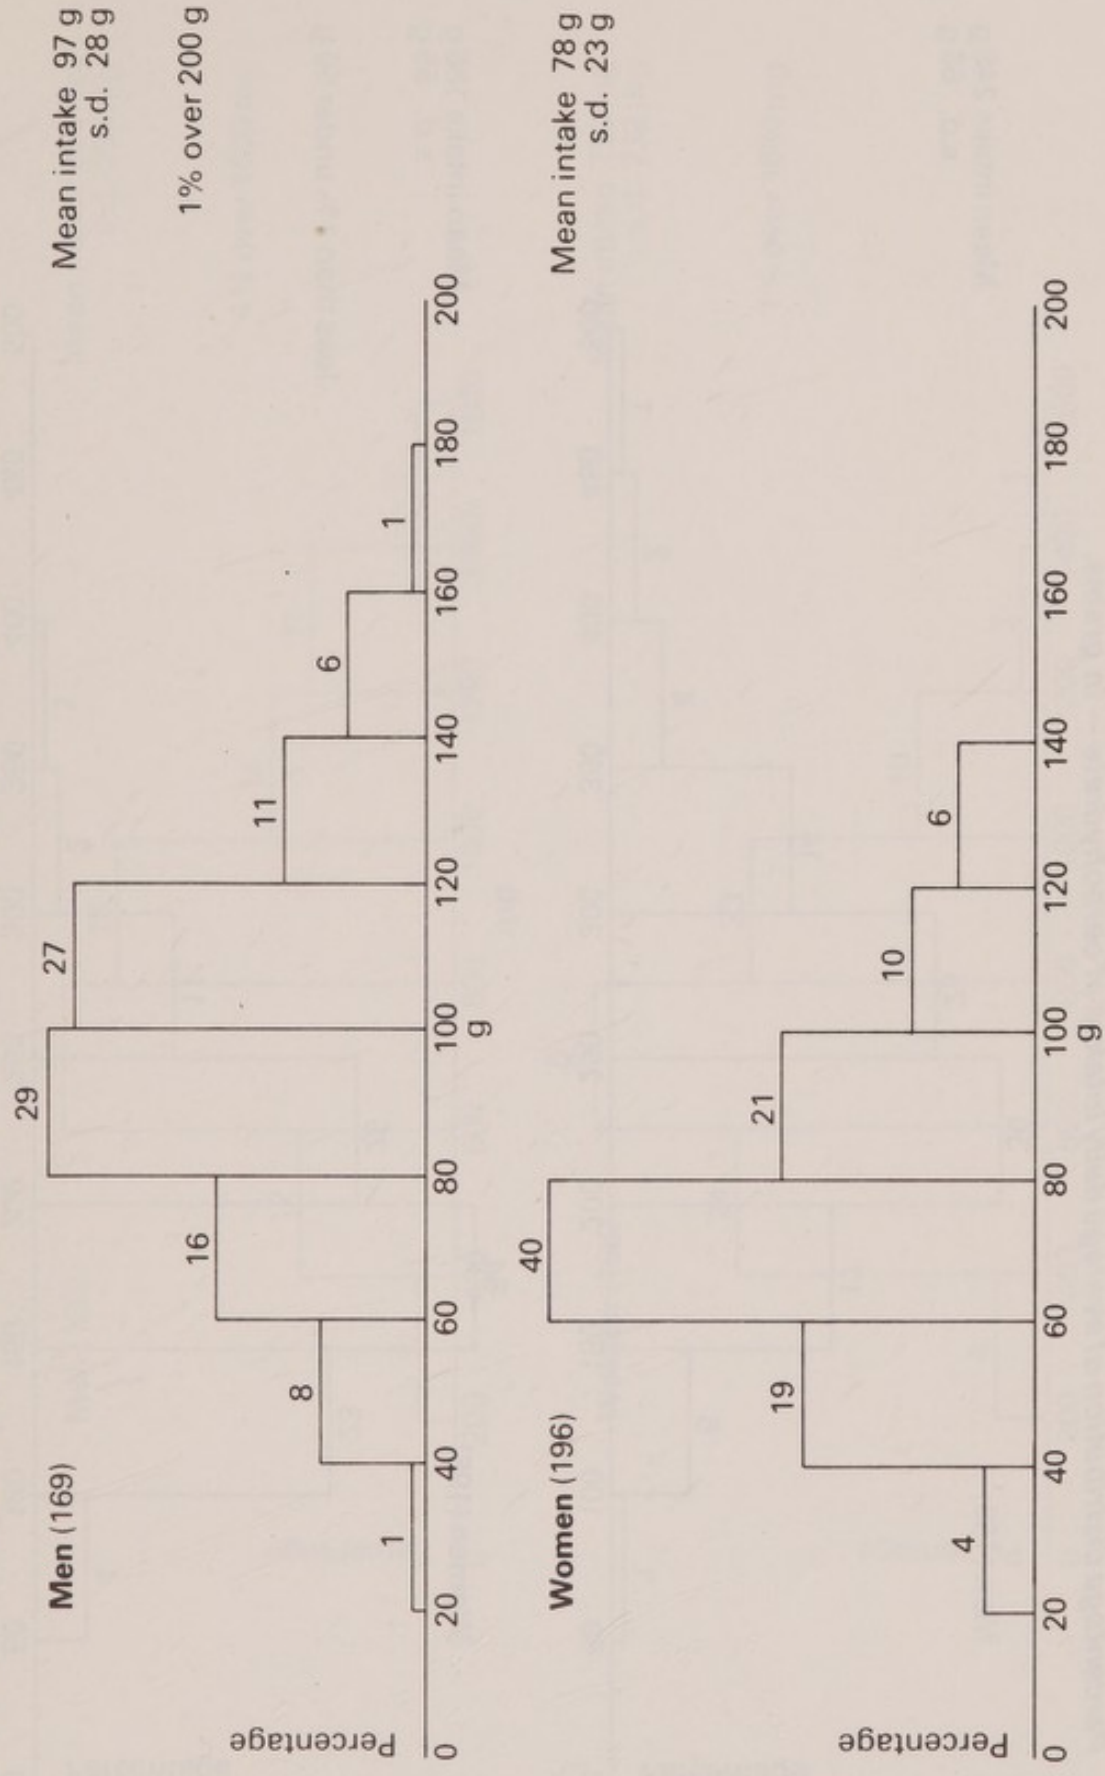 Men (169)
Mean intake 97 g
s.d. 28 g
1% over 200 g
Percentage
1
8
16
29
27
11
6
1
0 20 40 60 80 100 120 140 160 180 200
g
Women (196)
Mean intake 78 g
s.d. 23 g
Percentage
4
19
40
21
10
6
0 20 40 60 80 100 120 140 160 180 200
g